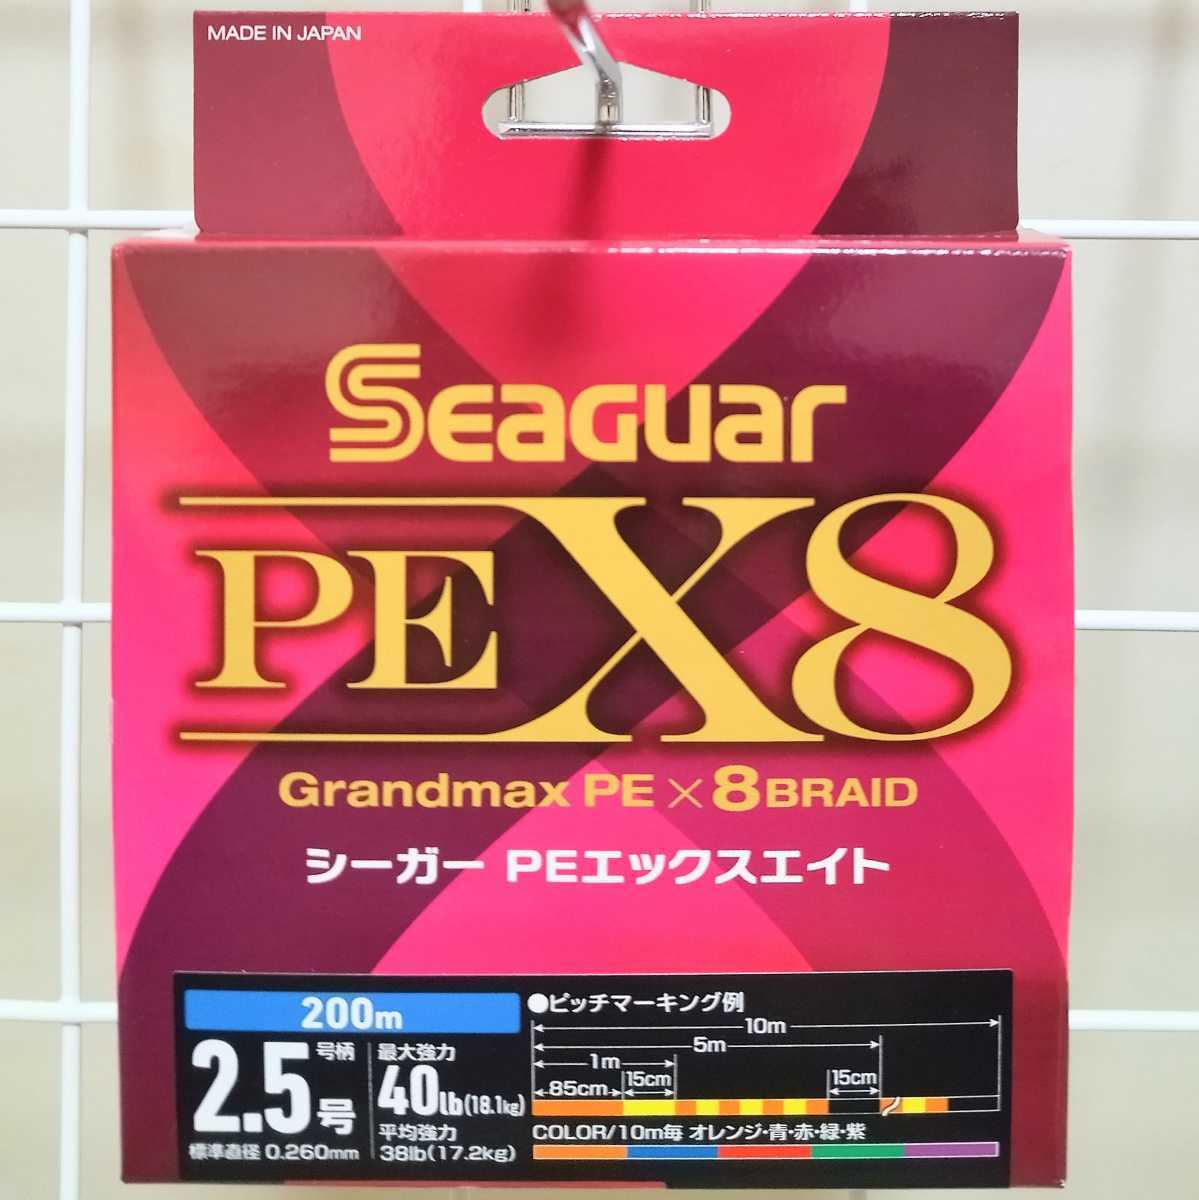 MADE IN JAPAN
SEAGUAR
PE X8
Grandmax PE×8BRAID
シーガー PEエックスエイト
200m
2.5号
号柄
標準直径 0.260mm
最大強力
40lb(18.1kg)
平均強力
38lb(17.2kg)
●ピッチマーキング例
10m
5m
1m
85cm 15cm 15cm
COLOR/10m毎 オレンジ・青・赤・緑・紫